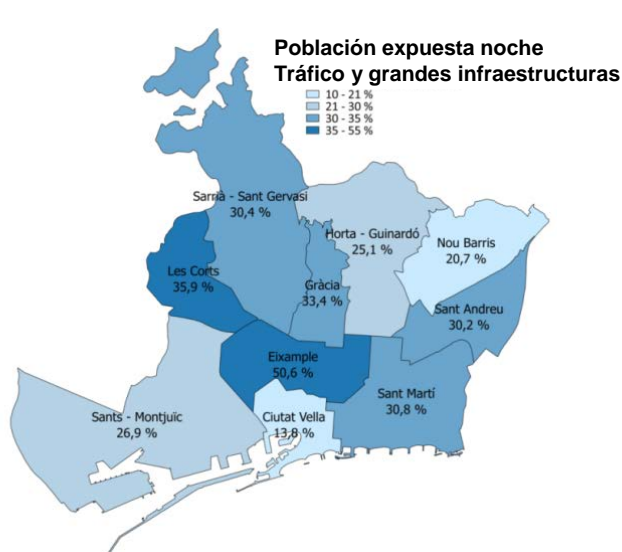 Población expuesta noche
Tráfico y grandes infraestructuras
10 - 21 %
21 - 30 %
30 - 35 %
35 - 55 %
Sarrià - Sant Gervasi
30,4 %
Horta - Guinardó
25,1 %
Nou Barris
20,7 %
Les Corts
35,9 %
Gràcia
33,4 %
Sant Andreu
30,2 %
Eixample
50,6 %
Sant Martí
30,8 %
Sants - Montjuïc
26,9 %
Ciutat Vella
13,8 %